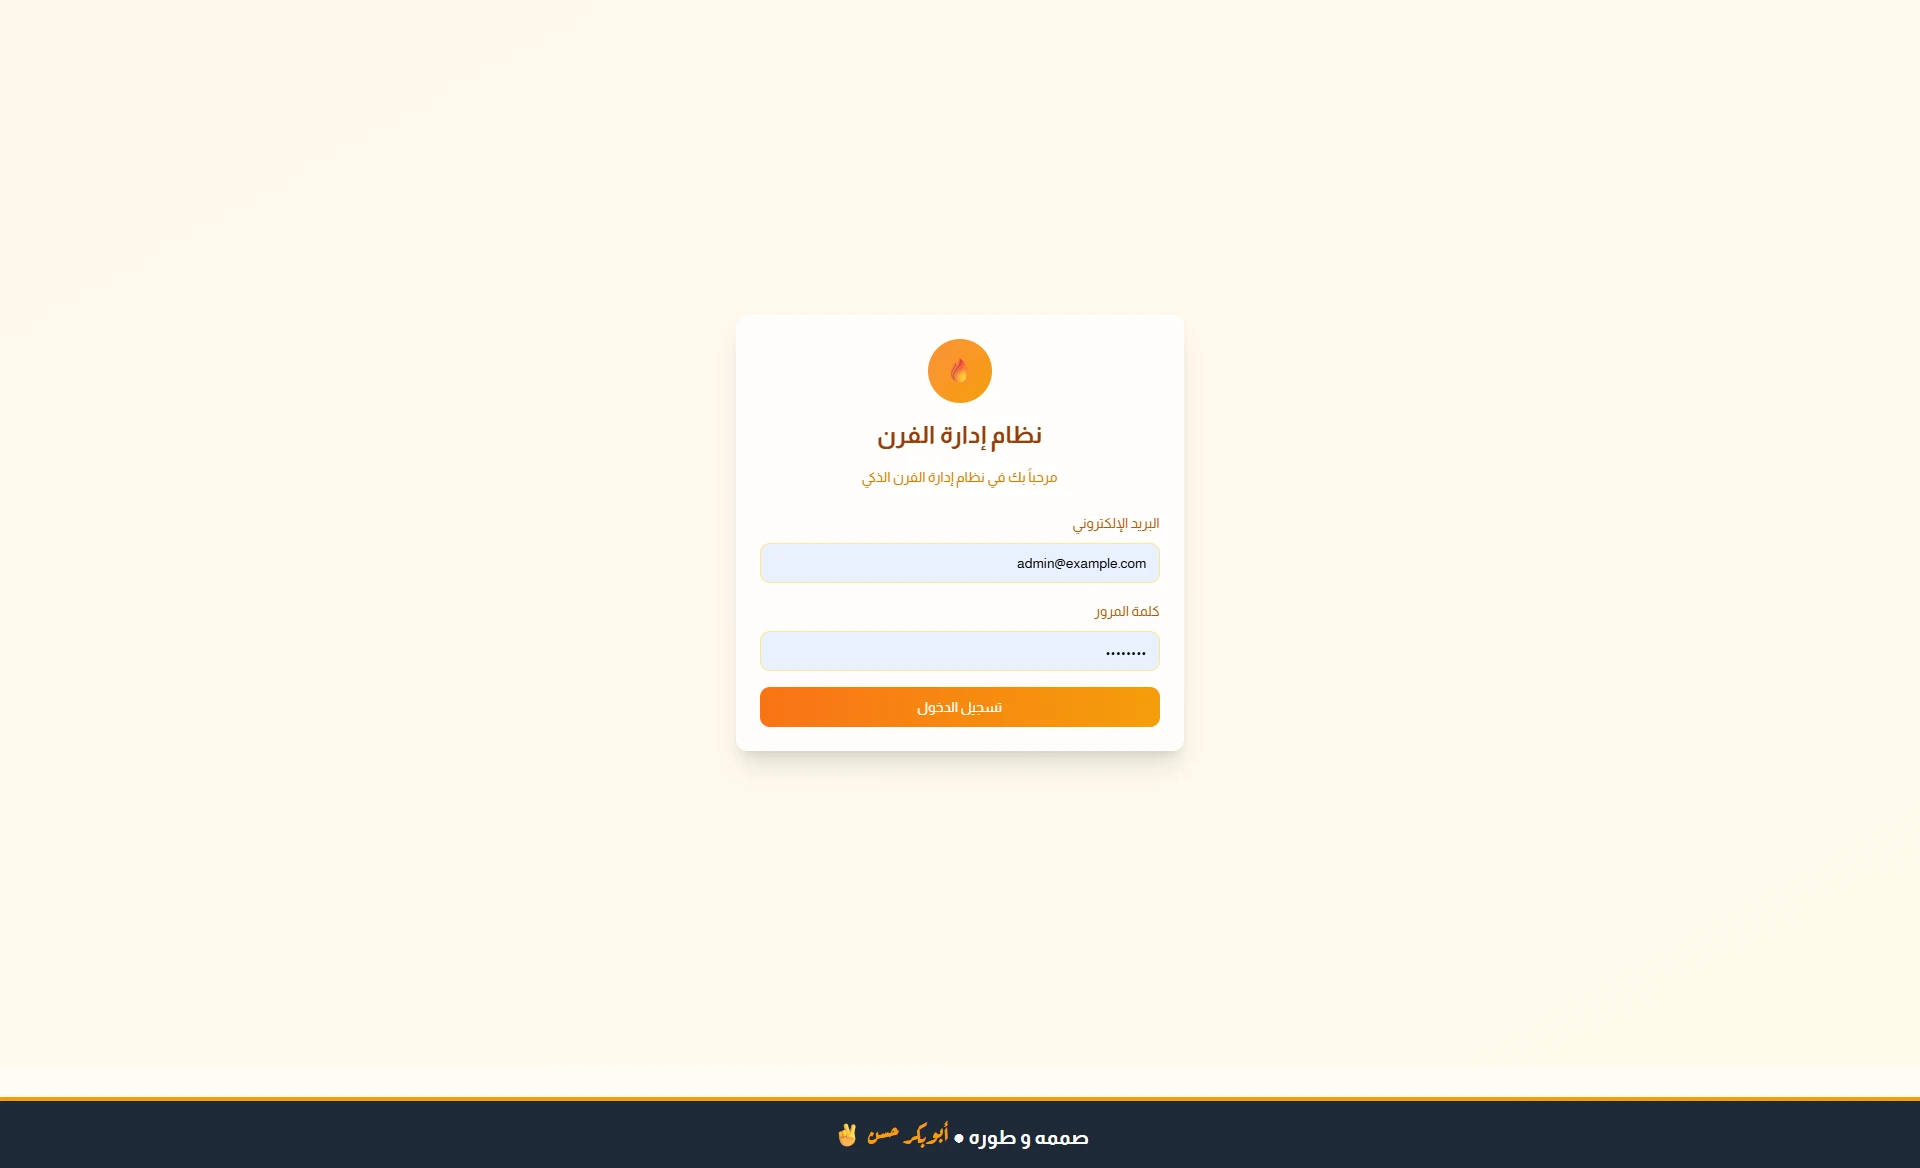 نظام إدارة الفرن
مرحباً بك في نظام إدارة الفرن الذكي
البريد الإلكتروني
admin@example.com
كلمة المرور
••••••••
تسجيل الدخول
صممه و طوره • أبوبكر حسن ✌